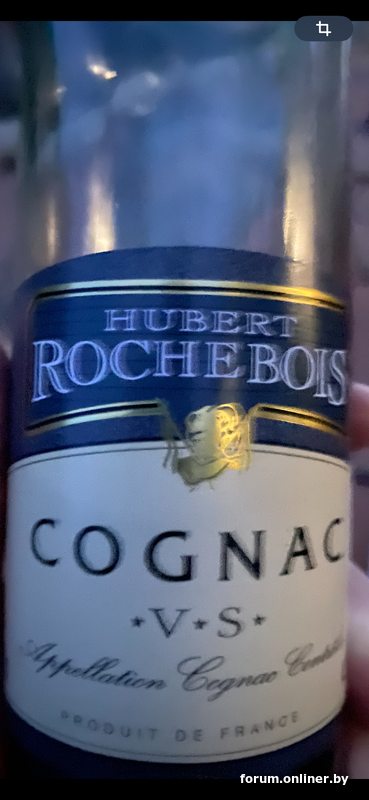 HUBERT
ROCHEBOIS
COGNAC
★V★S★
Appellation Cognac Contrôlée
PRODUIT DE FRANCE
forum.onliner.by